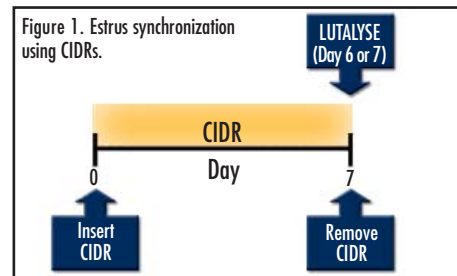 Figure 1. Estrus synchronization
using CIDRs.
LUTALYSE
(Day 6 or 7)
CIDR
Day
0
7
Insert
CIDR
Remove
CIDR